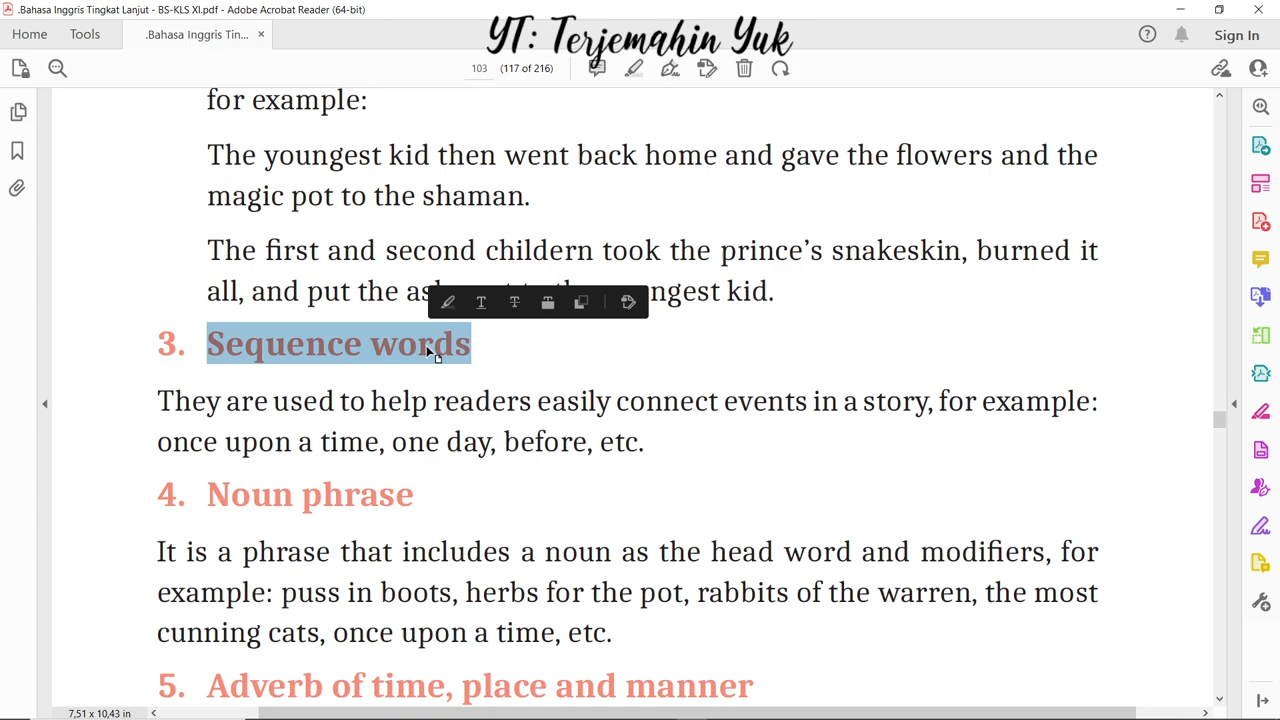 .Bahasa Inggris Tingkat Lanjut - BS-KLS XI.pdf - Adobe Acrobat Reader (64-bit)
YT: Terjemahin Yuk
Home Tools .Bahasa Inggris Tin... × Sign In
103 (117 of 216)
for example:
The youngest kid then went back home and gave the flowers and the
magic pot to the shaman.
The first and second childern took the prince’s snakeskin, burned it
all, and put the kid.
3. Sequence words
They are used to help readers easily connect events in a story, for example:
once upon a time, one day, before, etc.
4. Noun phrase
It is a phrase that includes a noun as the head word and modifiers, for
example: puss in boots, herbs for the pot, rabbits of the warren, the most
cunning cats, once upon a time, etc.
5. Adverb of time, place and manner
7,51 x 10,43 in